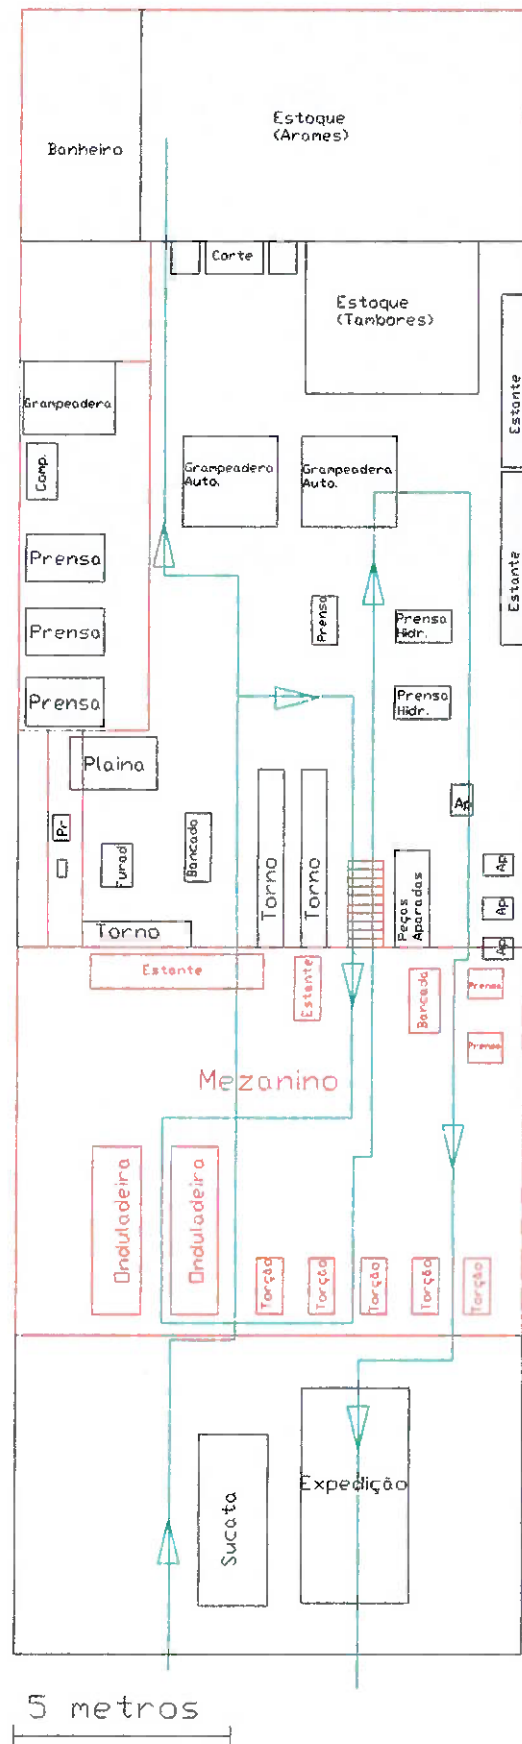 Banheiro
Estoque
(Arames)
Corte
Estoque
(Tambores)
Estante
Grampeadera
Comp.
Grampeadera
Auto.
Grampeadera
Auto.
Estante
Prensa
Prensa
Prensa
Prensa
Prensa
Hidr.
Prensa
Hidr.
Plaina
Pr
Furad
Bancada
Torno
Torno
Torno
Peças
Aparadas
Ap
Ap
Ap
Ap
Estante
Estante
Bancada
Prensa
Prensa
Mezanino
Onduladeira
Onduladeira
Torção
Torção
Torção
Torção
Torção
Sucata
Expedição
5 metros